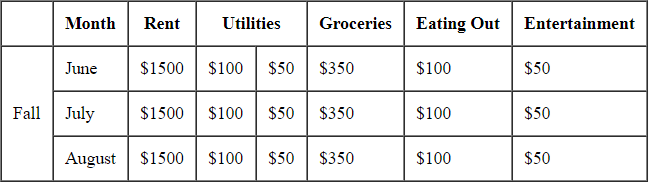 Month Rent Utilities Groceries Eating Out Entertainment
June $1500 $100 $50 $350 $100 $50
Fall July $1500 $100 $50 $350 $100 $50
August $1500 $100 $50 $350 $100 $50